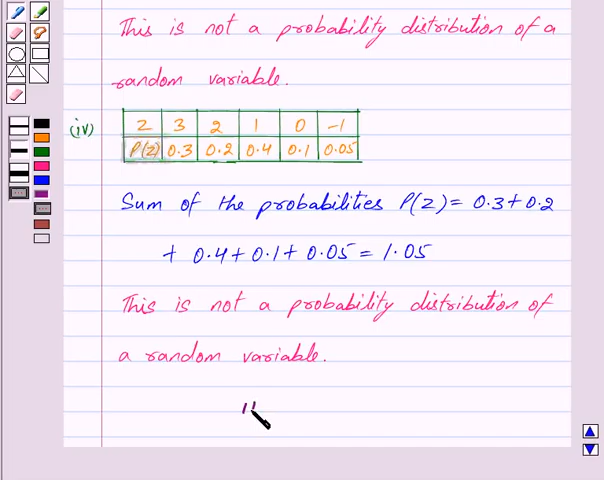 This is not a probability distribution of a
random variable.
(iv) Z 3 2 1 0 -1
P(Z) 0.3 0.2 0.4 0.1 0.05
Sum of the probabilities P(Z) = 0.3 + 0.2
+ 0.4 + 0.1 + 0.05 = 1.05
This is not a probability distribution of
a random variable.